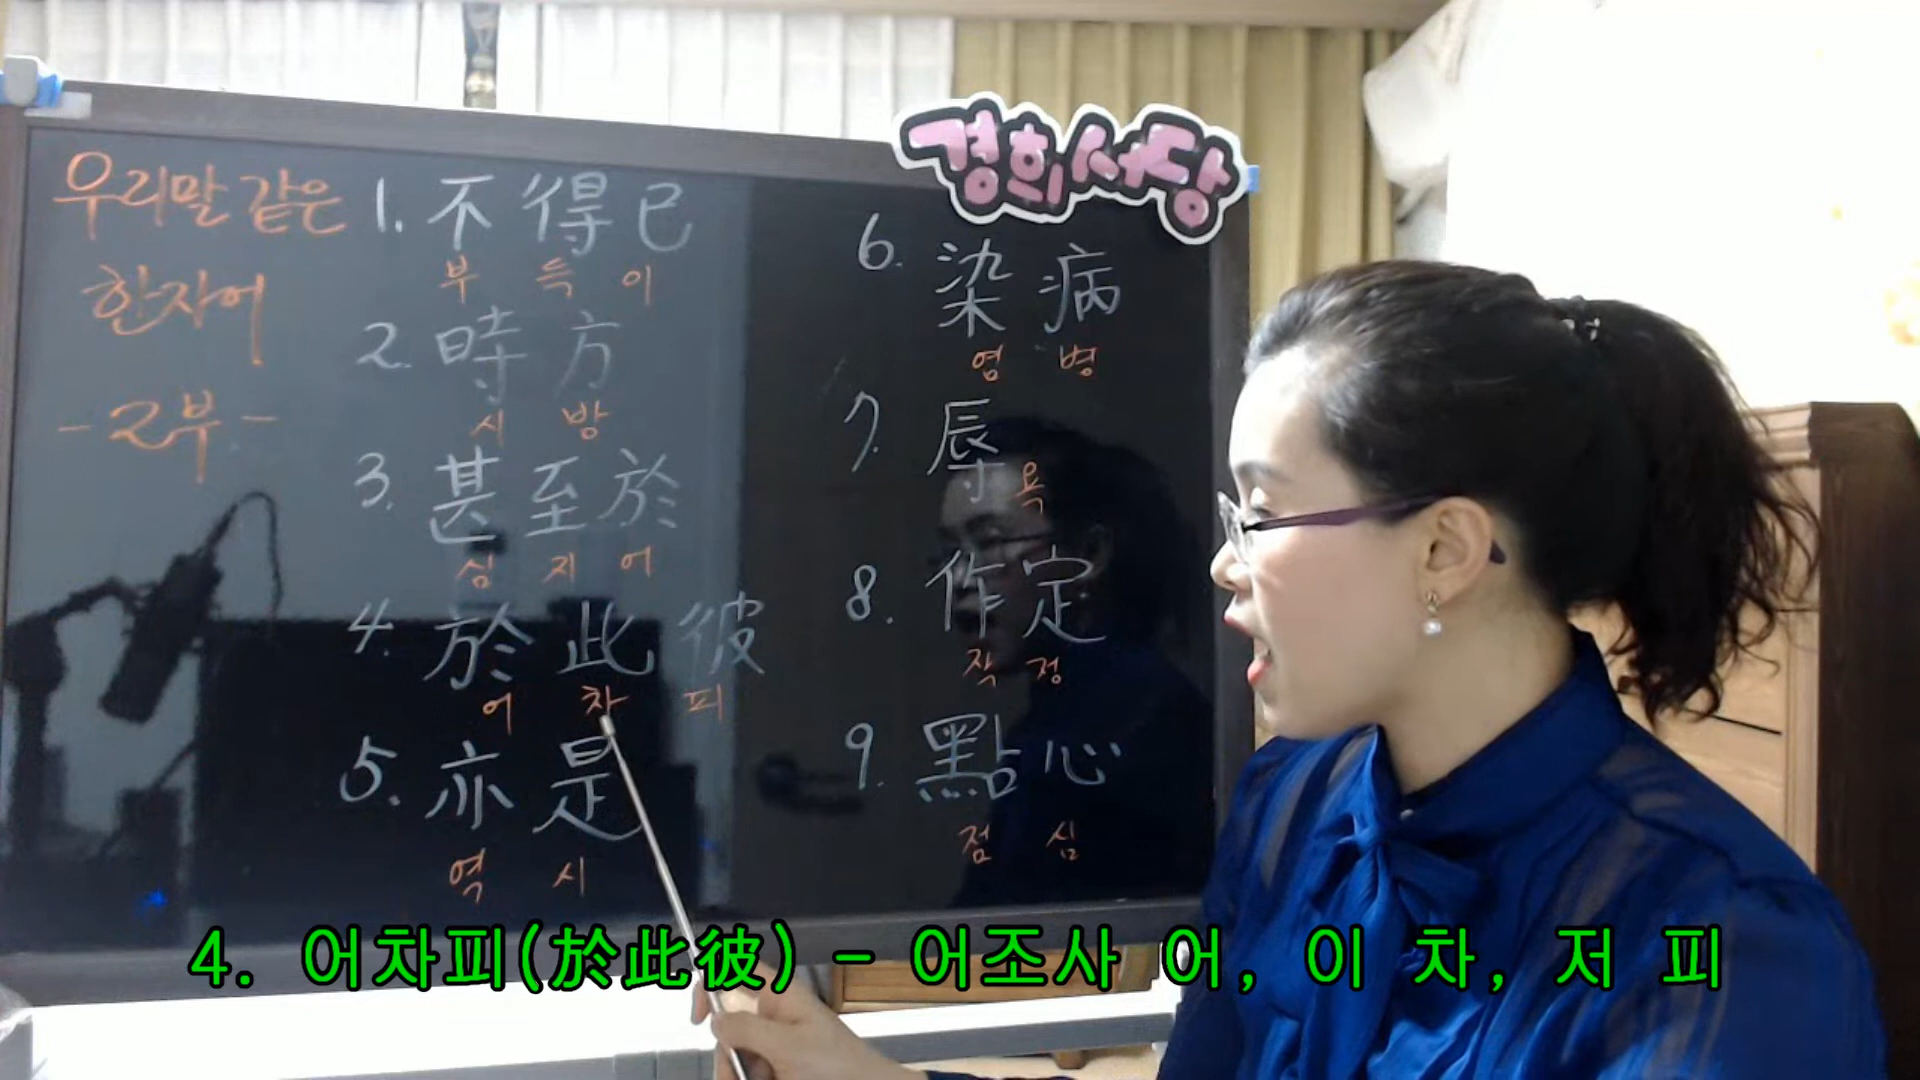 경희서당
우리말 같은
한자어
-2부-
1. 不得已
부 득 이
2. 時方
시 방
3. 甚至於
심 지 어
4. 於此彼
어 차 피
5. 亦是
역 시
6. 染病
염 병
7. 辱
욕
8. 作定
작 정
9. 點心
점 심
4. 어차피(於此彼) - 어조사 어, 이 차, 저 피